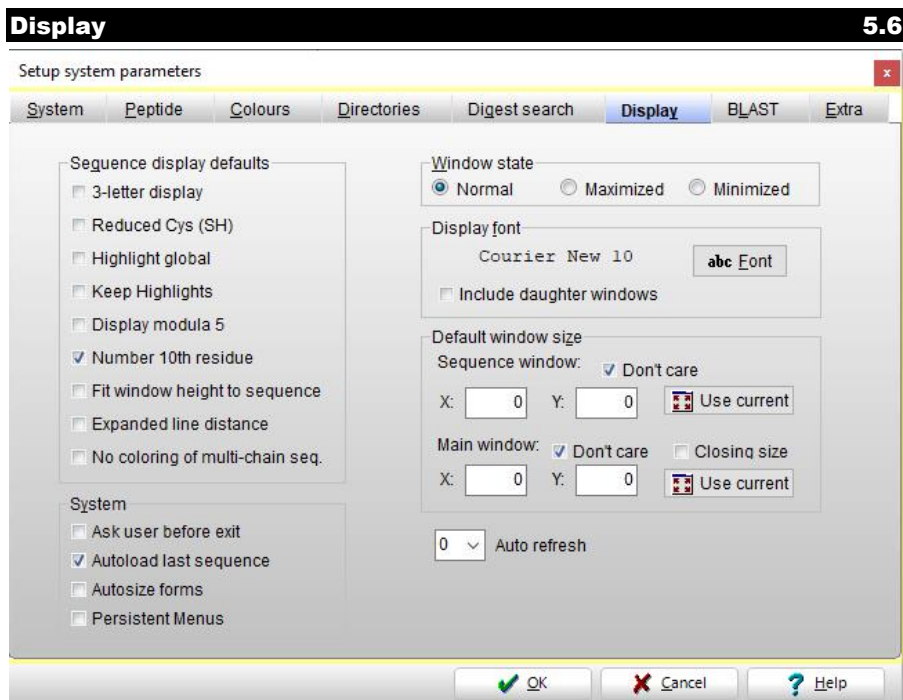 Display 5.6
Setup system parameters
x
System Peptide Colours Directories Digest search Display BLAST Extra
Sequence display defaults
3-letter display
Reduced Cys (SH)
Highlight global
Keep Highlights
Display modula 5
Number 10th residue
Fit window height to sequence
Expanded line distance
No coloring of multi-chain seq.
System
Ask user before exit
Autoload last sequence
Autosize forms
Persistent Menus
Window state
Normal Maximized Minimized
Display font
Courier New 10 abc Font
Include daughter windows
Default window size
Sequence window: Don't care
X: 0 Y: 0 Use current
Main window: Don't care Closing size
X: 0 Y: 0 Use current
0 Auto refresh
OK Cancel ? Help